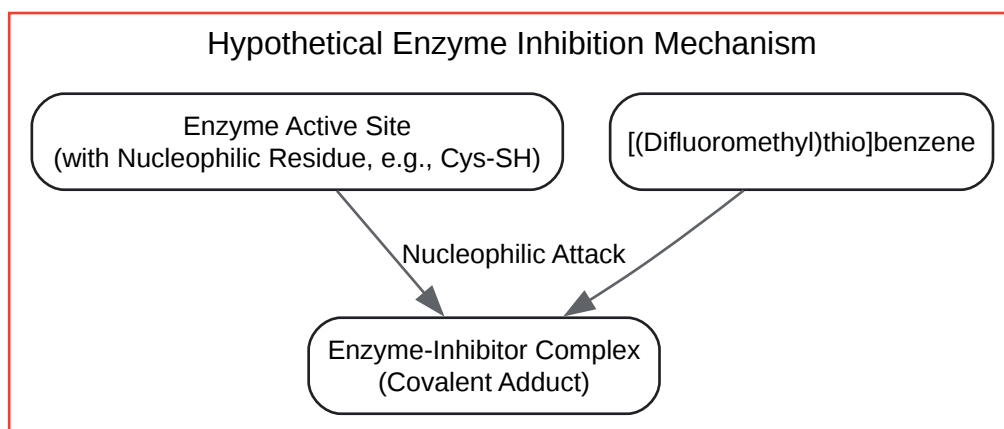 Hypothetical Enzyme Inhibition Mechanism
Enzyme Active Site
(with Nucleophilic Residue, e.g., Cys-SH)
[(Difluoromethyl)thio]benzene
Nucleophilic Attack
Enzyme-Inhibitor Complex
(Covalent Adduct)